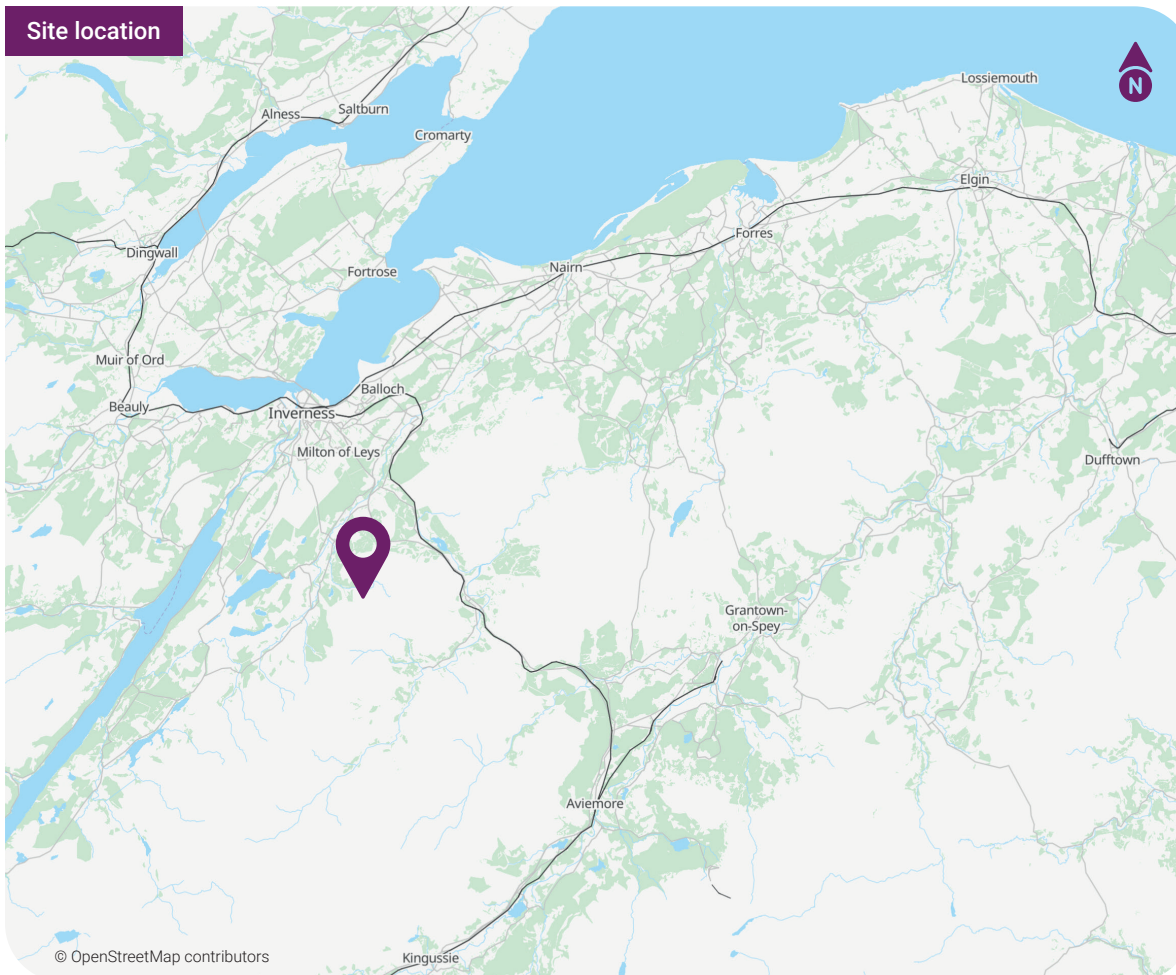 Site location
N
Lossiemouth
Alness
Saltburn
Cromarty
Elgin
Dingwall
Forres
Fortrose
Nairn
Muir of Ord
Balloch
Beauly
Inverness
Milton of Leys
Dufftown
Grantown-
on-Spey
Aviemore
Kingussie
© OpenStreetMap contributors